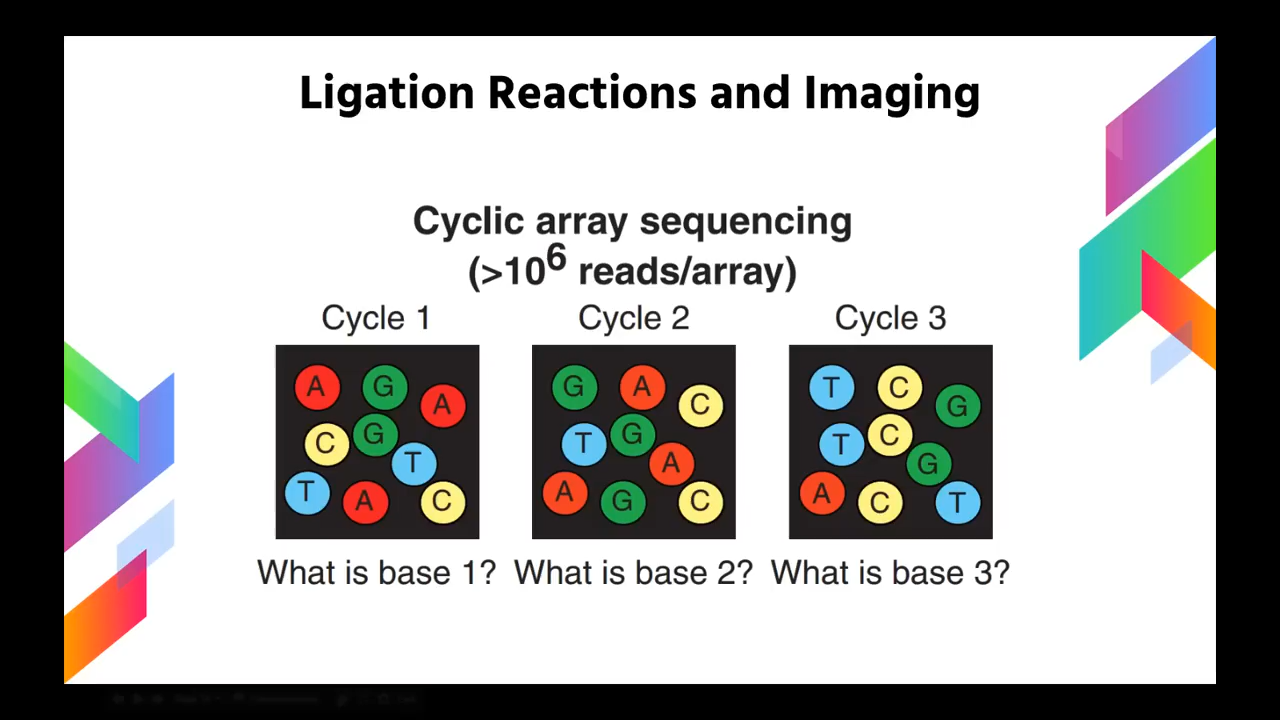 Ligation Reactions and Imaging
Cyclic array sequencing
(>10⁶ reads/array)
Cycle 1 Cycle 2 Cycle 3
A G A G A C T C G
C G T T G A T C G
T A C A G C A C T
What is base 1? What is base 2? What is base 3?